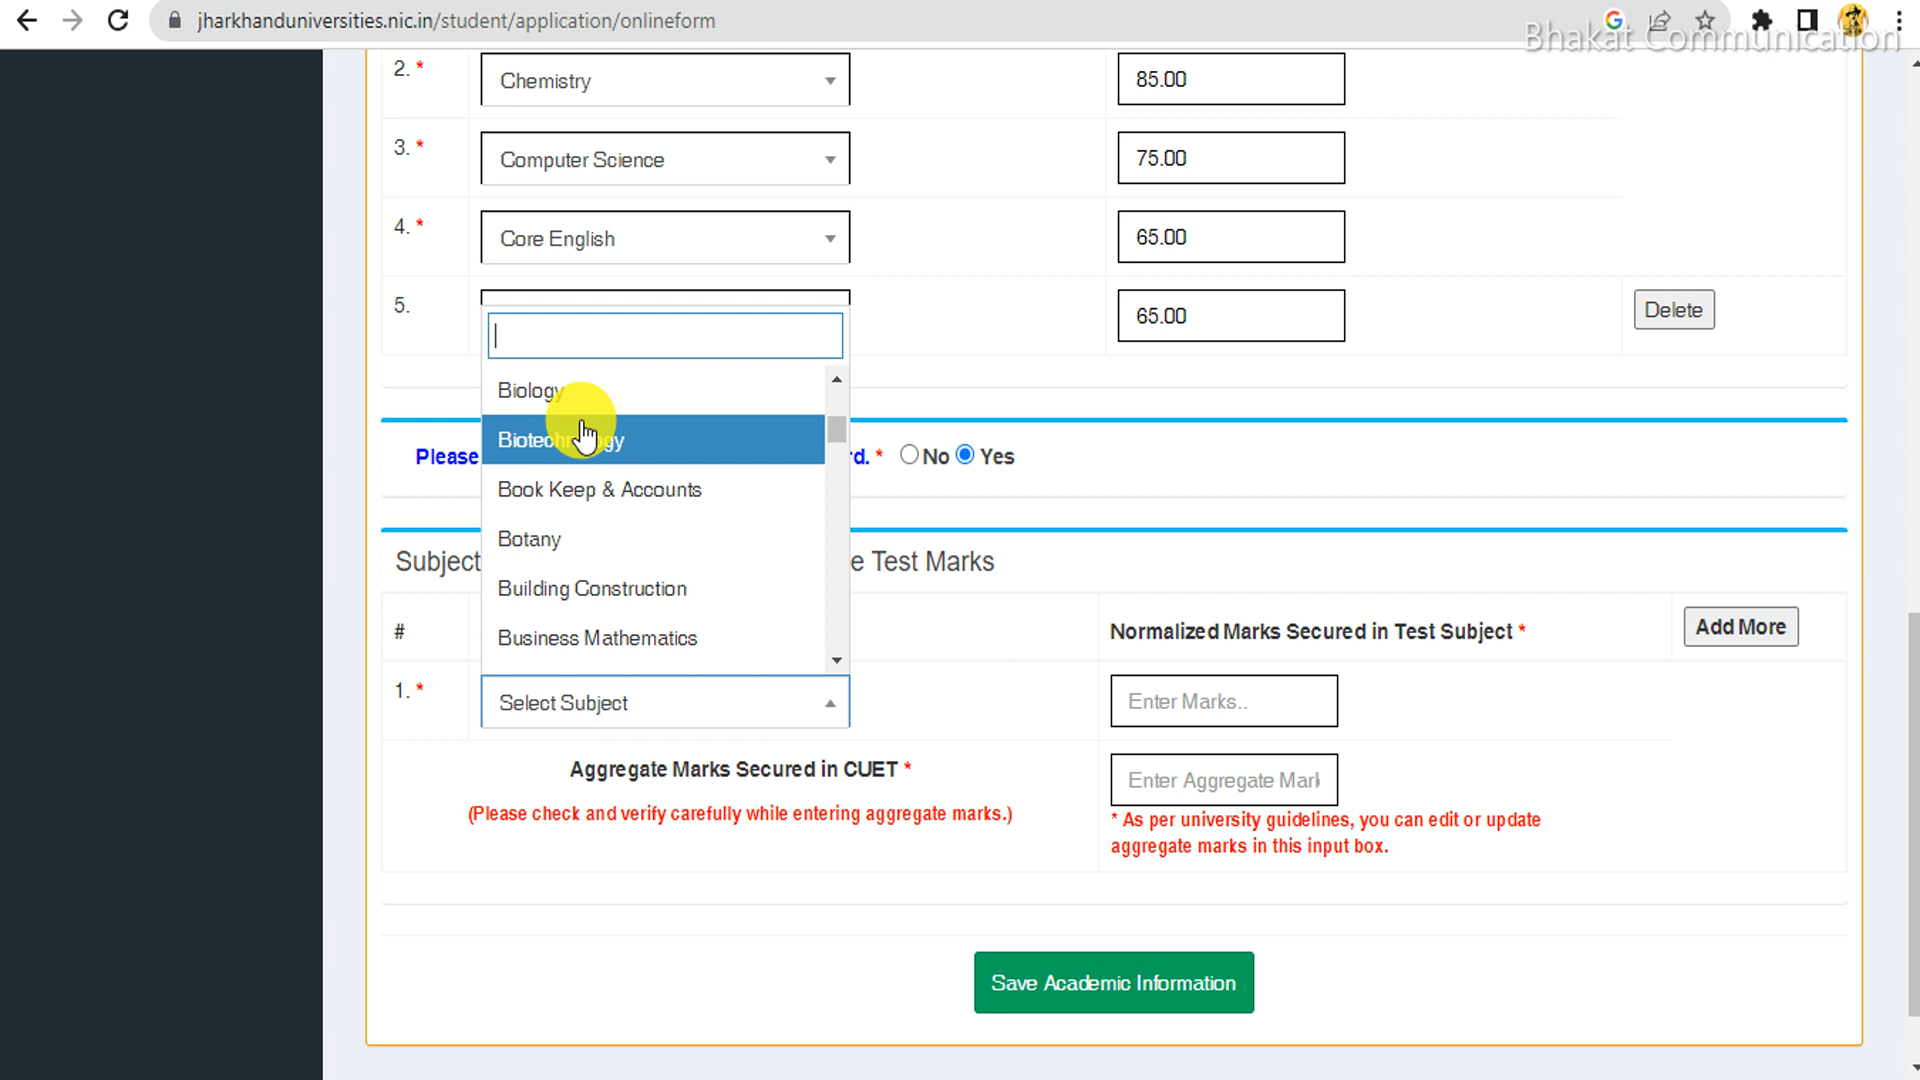 jharkhanduniversities.nic.in/student/application/onlineform
Bhakat Communication
2. * Chemistry 85.00
3. * Computer Science 75.00
4. * Core English 65.00
5. 65.00 Delete
Biology
Biotechnology
Please rd. * No Yes
Book Keep & Accounts
Botany
Subject e Test Marks
Building Construction
# Normalized Marks Secured in Test Subject * Add More
Business Mathematics
1. * Select Subject Enter Marks..
Aggregate Marks Secured in CUET * Enter Aggregate Mark
(Please check and verify carefully while entering aggregate marks.)
* As per university guidelines, you can edit or update
aggregate marks in this input box.
Save Academic Information